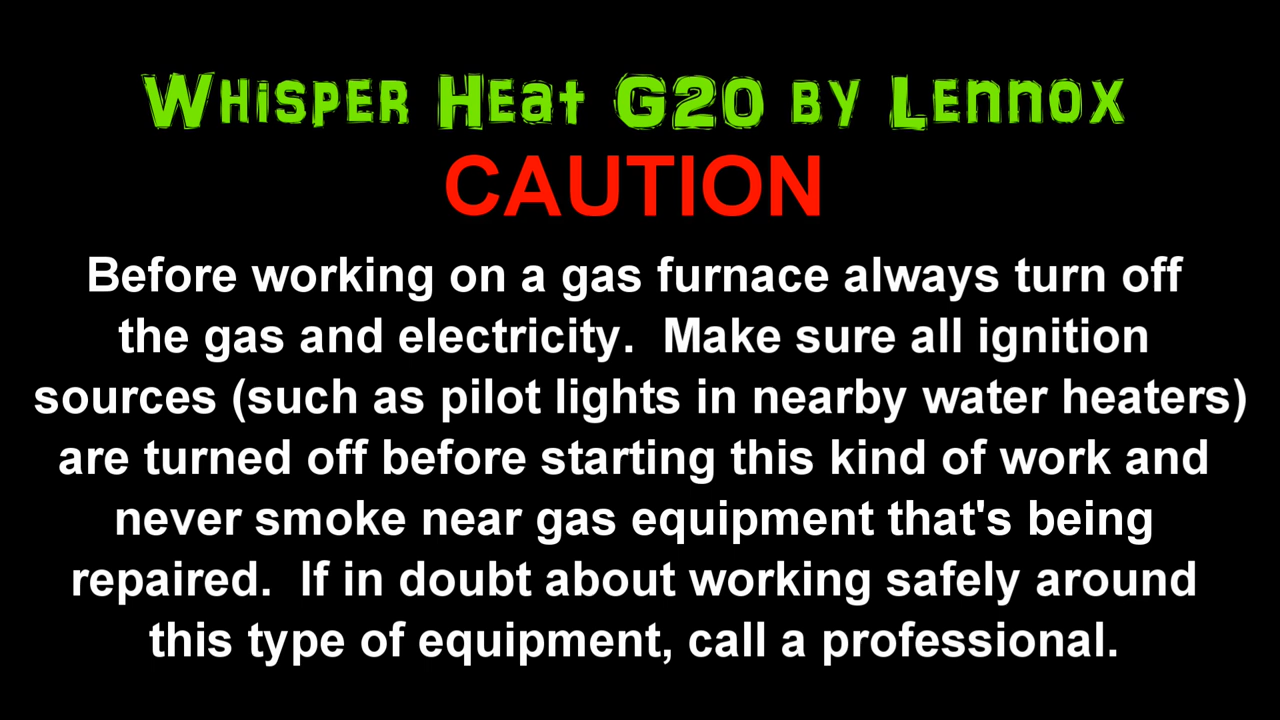 Whisper Heat G20 by Lennox
CAUTION
Before working on a gas furnace always turn off
the gas and electricity.  Make sure all ignition
sources (such as pilot lights in nearby water heaters)
are turned off before starting this kind of work and
never smoke near gas equipment that's being
repaired.  If in doubt about working safely around
this type of equipment, call a professional.